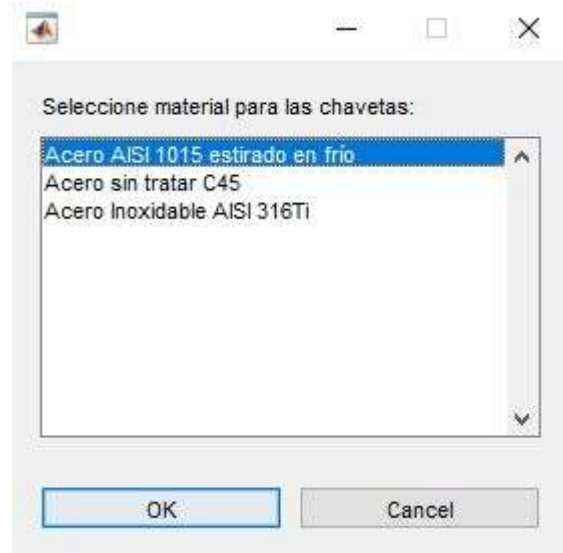 Seleccione material para las chavetas:
Acero AISI 1015 estirado en frío
Acero sin tratar C45
Acero Inoxidable AISI 316Ti
OK
Cancel